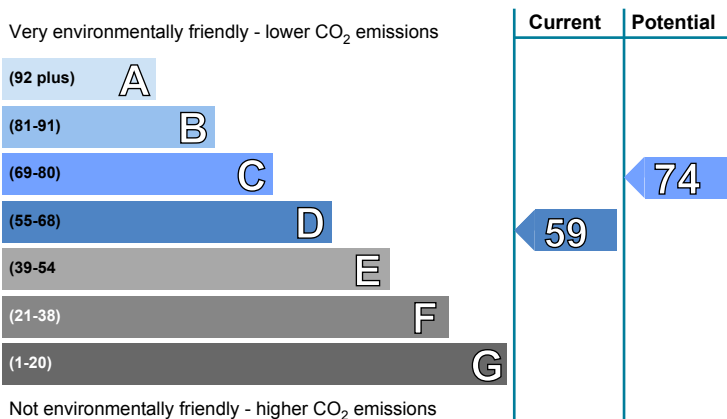 Current Potential
Very environmentally friendly - lower CO2 emissions
(92 plus) A
(81-91) B
(69-80) C
74
(55-68) D
59
(39-54 E
(21-38) F
(1-20) G
Not environmentally friendly - higher CO2 emissions